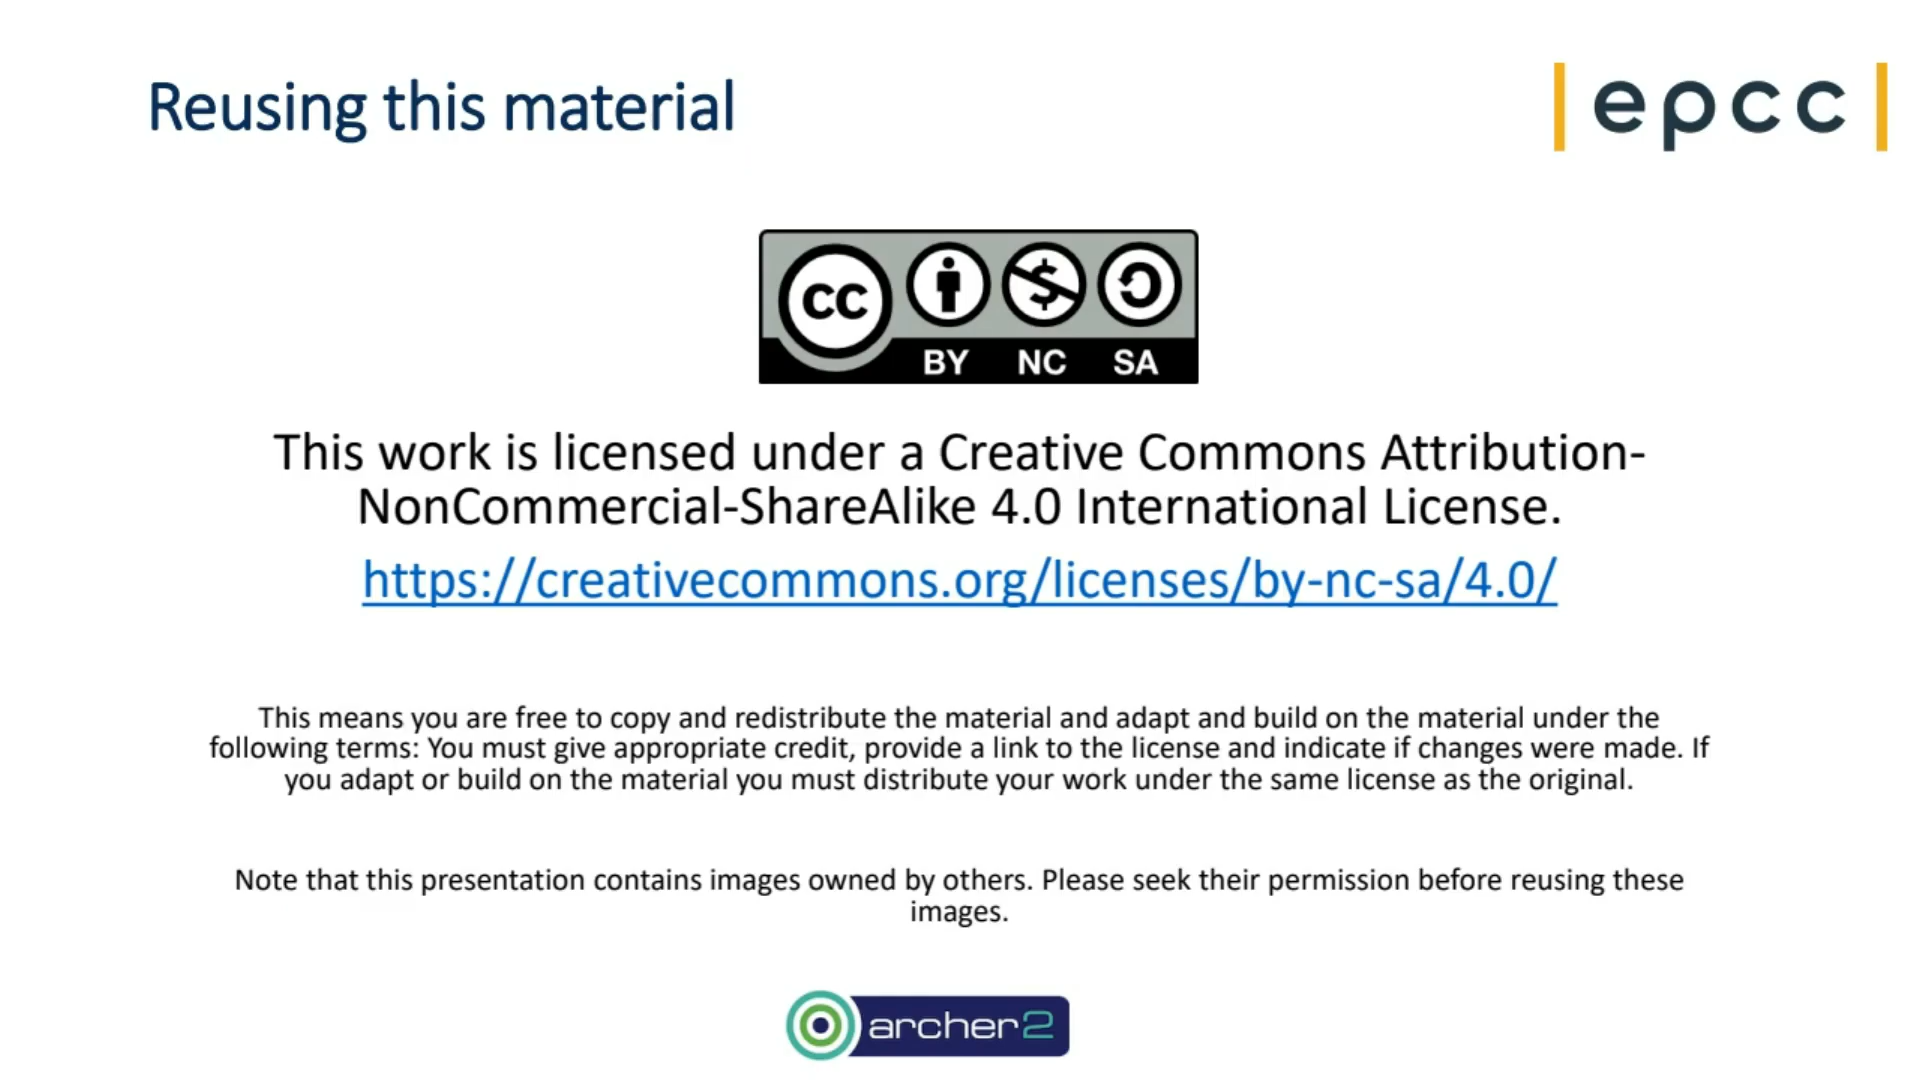 Reusing this material
epcc
cc
BY NC SA
This work is licensed under a Creative Commons Attribution-
NonCommercial-ShareAlike 4.0 International License.
https://creativecommons.org/licenses/by-nc-sa/4.0/
This means you are free to copy and redistribute the material and adapt and build on the material under the
following terms: You must give appropriate credit, provide a link to the license and indicate if changes were made. If
you adapt or build on the material you must distribute your work under the same license as the original.
Note that this presentation contains images owned by others. Please seek their permission before reusing these
images.
archer2